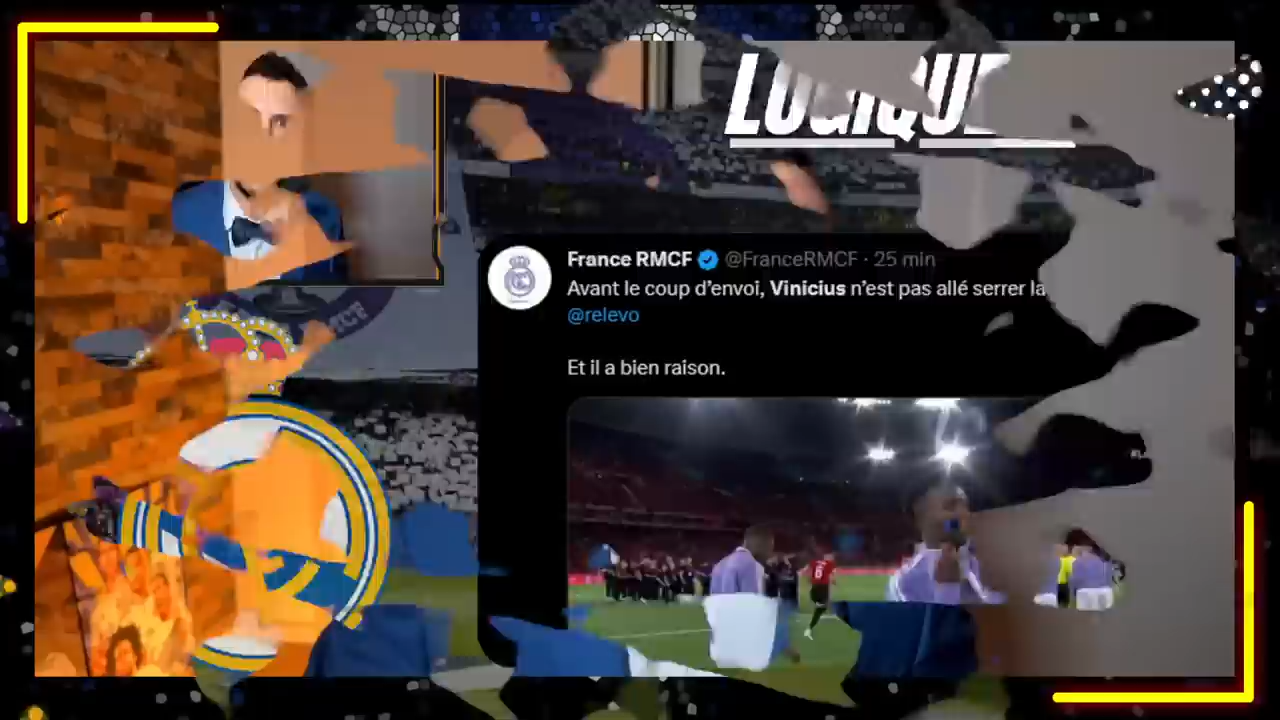 LOGIQUE
France RMCF @FranceRMCF · 25 min
Avant le coup d'envoi, Vinicius n'est pas allé serrer la
@relevo
Et il a bien raison.